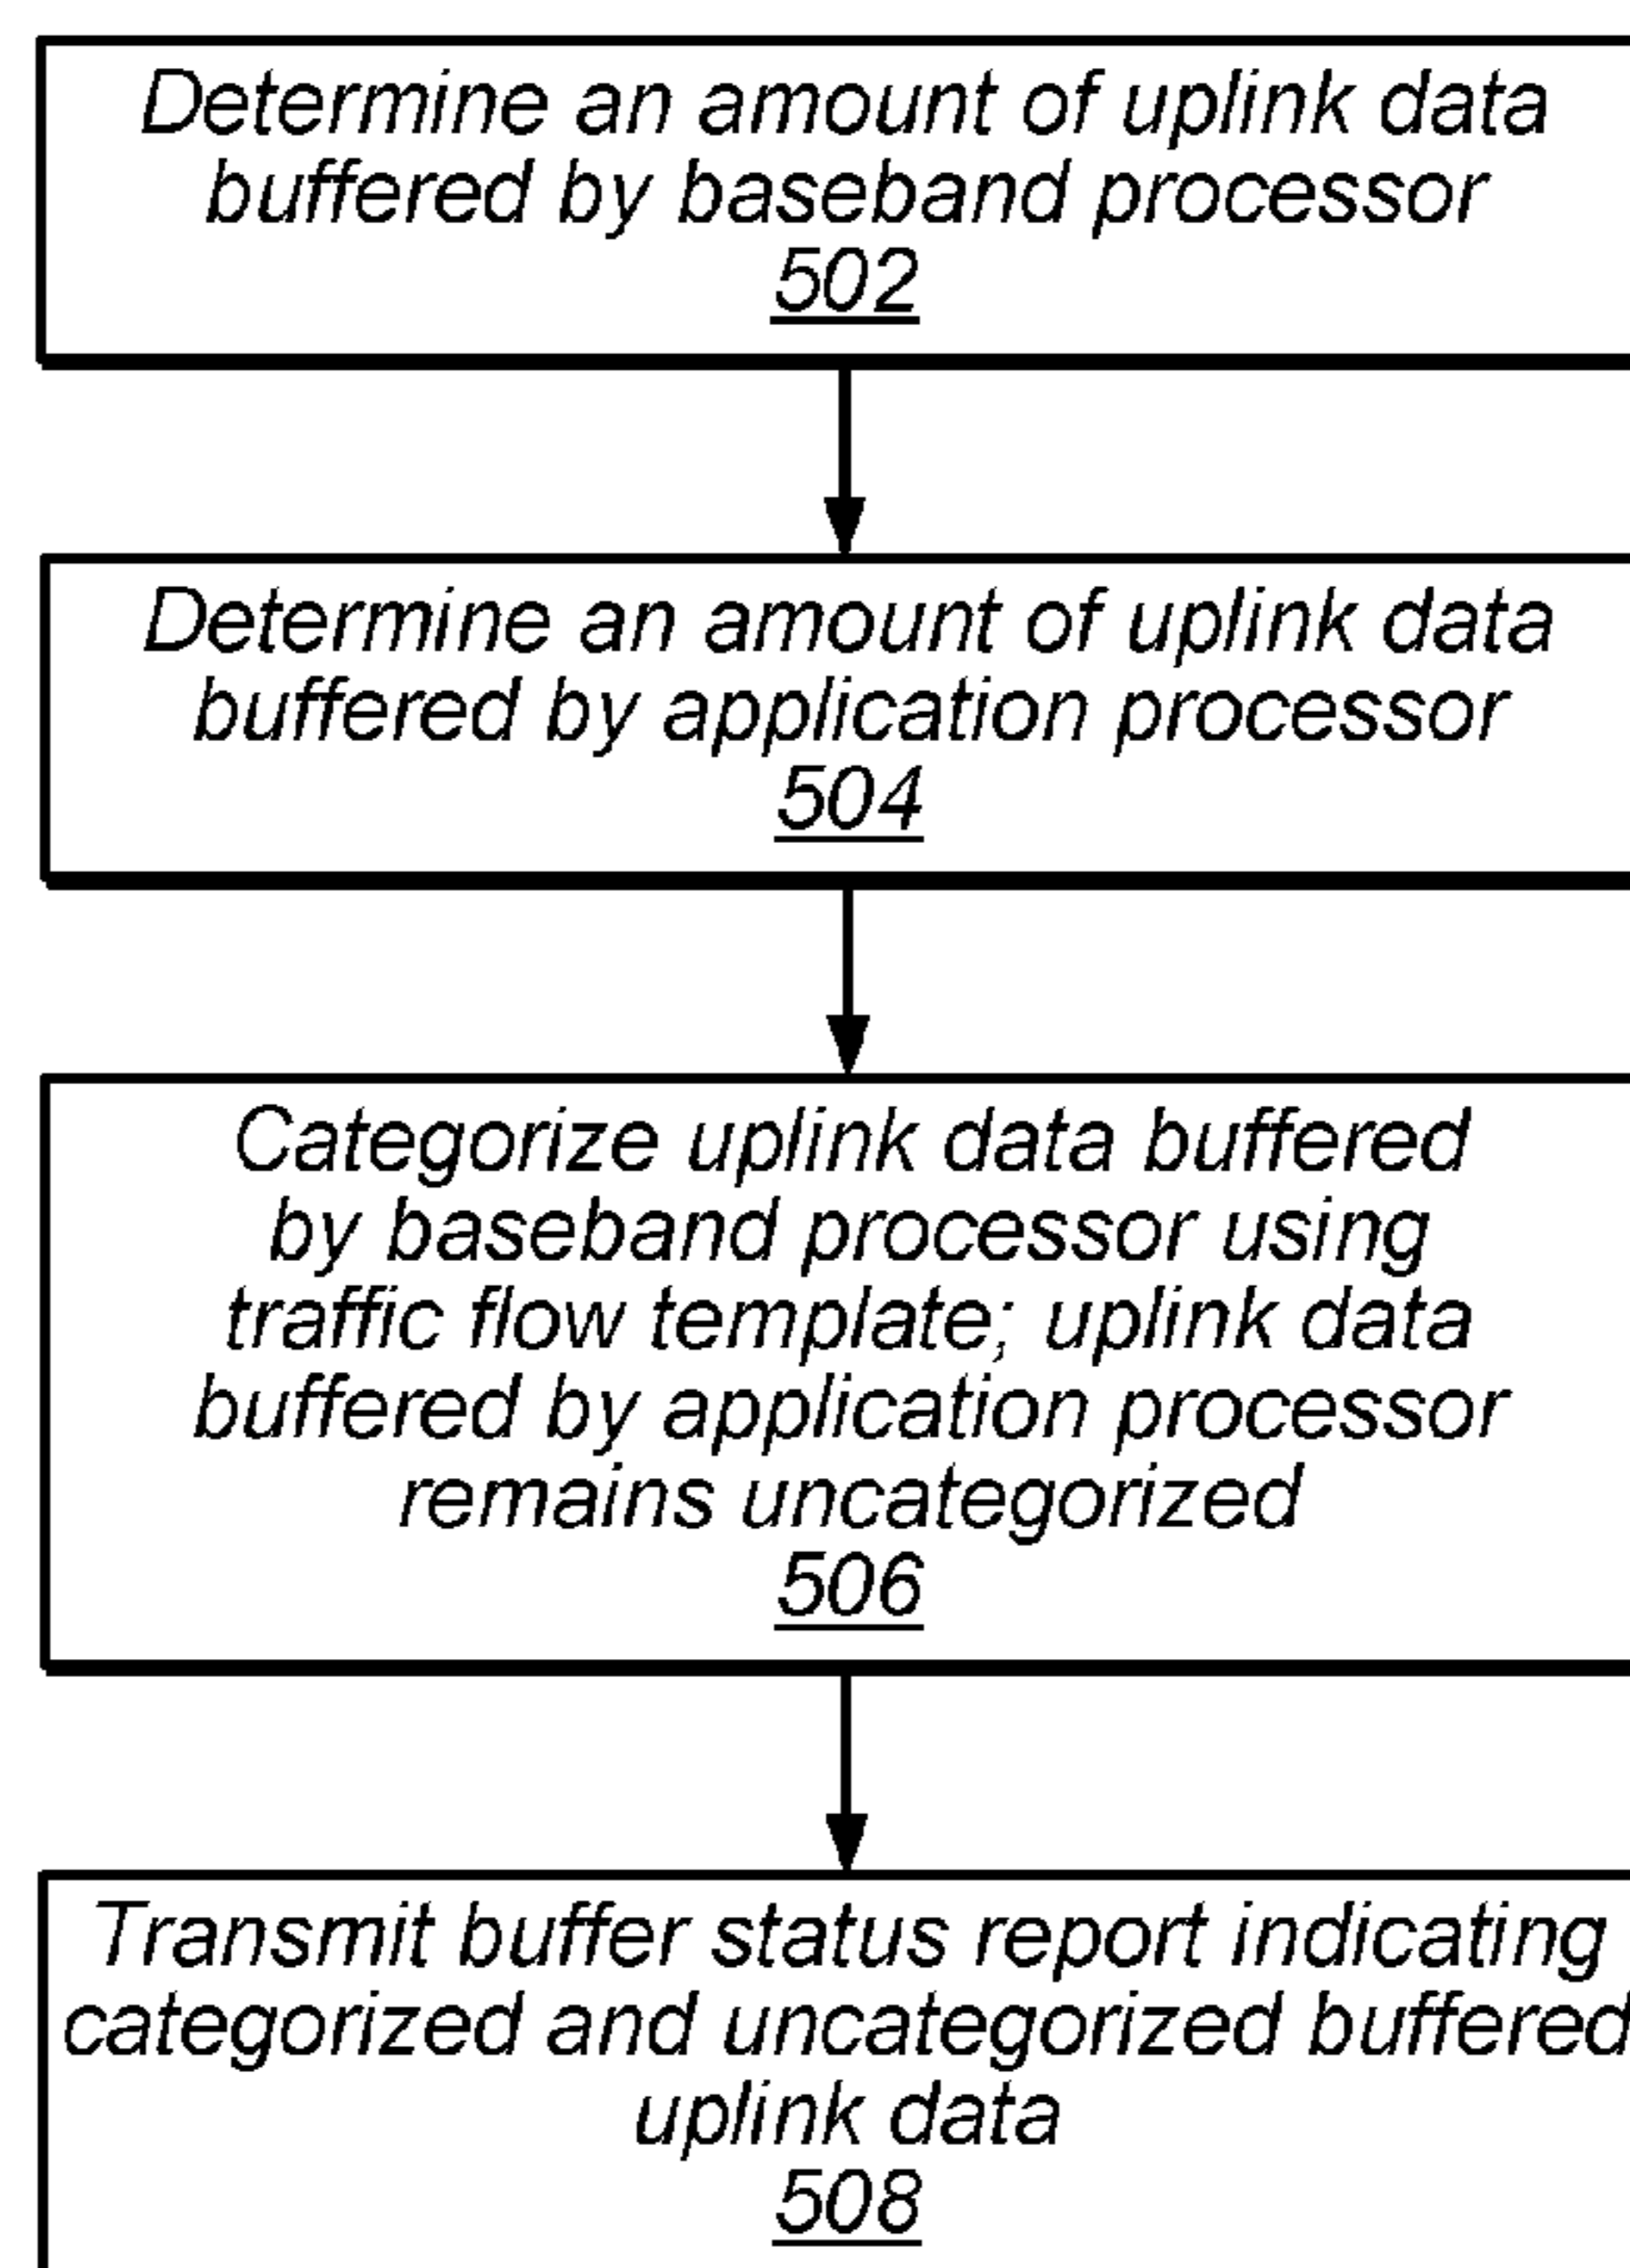 Determine an amount of uplink data
buffered by baseband processor
502
Determine an amount of uplink data
buffered by application processor
504
Categorize uplink data buffered
by baseband processor using
traffic flow template; uplink data
buffered by application processor
remains uncategorized
506
Transmit buffer status report indicating
categorized and uncategorized buffered
uplink data
508